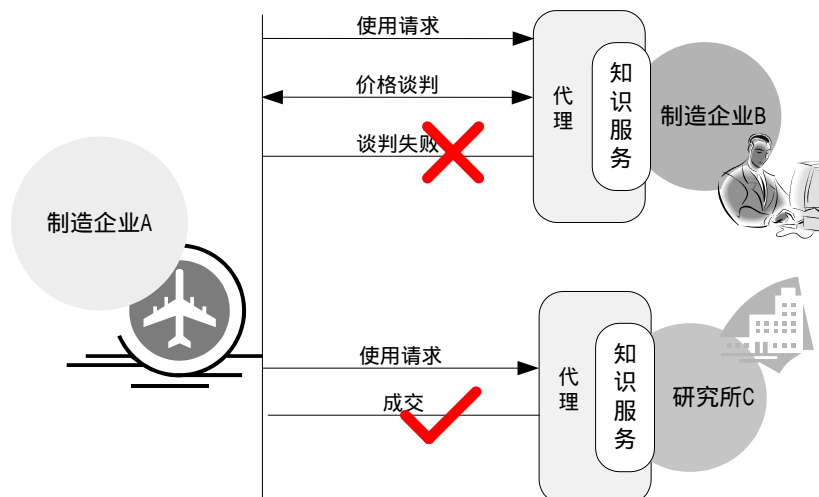 使用请求
价格谈判
谈判失败
代理
知识服务
制造企业B
制造企业A
使用请求
成交
代理
知识服务
研究所C